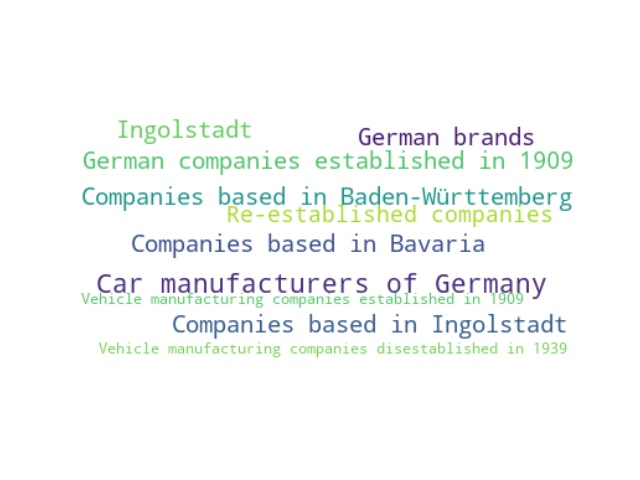 Ingolstadt
German brands
German companies established in 1909
Companies based in Baden-Württemberg
Re-established companies
Companies based in Bavaria
Car manufacturers of Germany
Vehicle manufacturing companies established in 1909
Companies based in Ingolstadt
Vehicle manufacturing companies disestablished in 1939